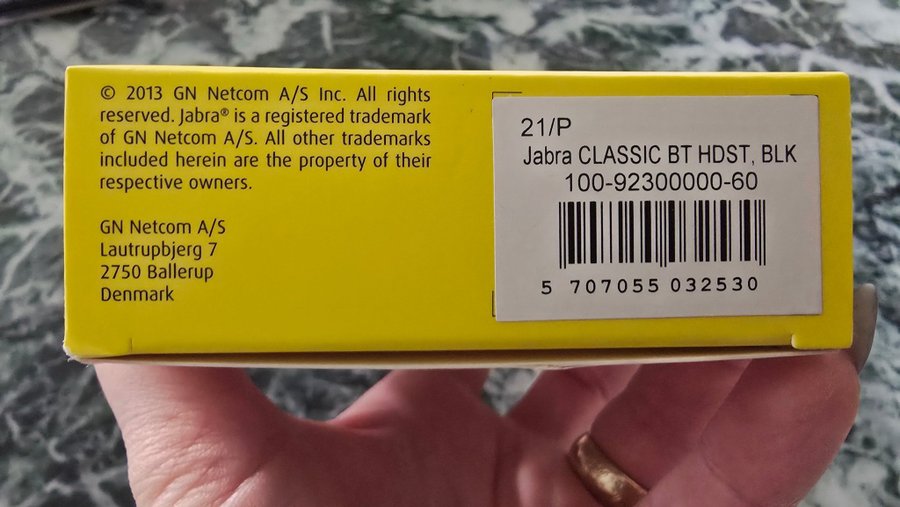 © 2013 GN Netcom A/S Inc. All rights
reserved. Jabra® is a registered trademark
of GN Netcom A/S. All other trademarks
included herein are the property of their
respective owners.
GN Netcom A/S
Lautrupbjerg 7
2750 Ballerup
Denmark
21/P
Jabra CLASSIC BT HDST, BLK
100-92300000-60
5 707055 032530